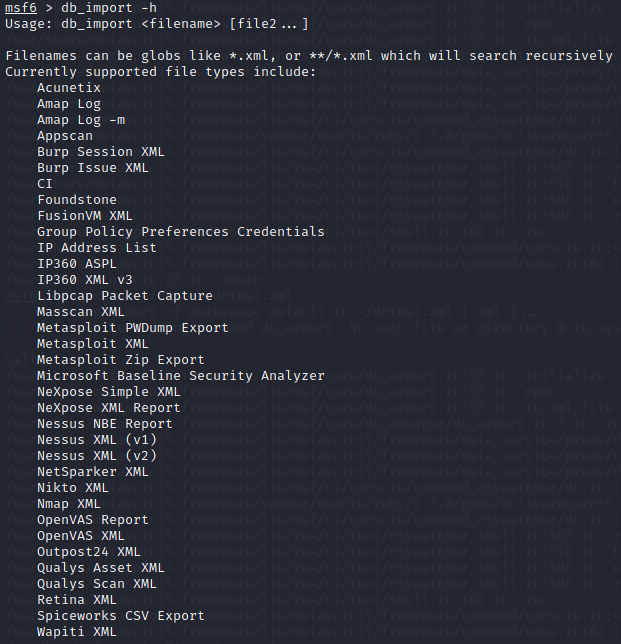 msf6 > db_import -h
Usage: db_import <filename> [file2...]
Filenames can be globs like *.xml, or **/*.xml which will search recursively
Currently supported file types include:
Acunetix
Amap Log
Amap Log -m
Appscan
Burp Session XML
Burp Issue XML
CI
Foundstone
FusionVM XML
Group Policy Preferences Credentials
IP Address List
IP360 ASPL
IP360 XML v3
Libpcap Packet Capture
Masscan XML
Metasploit PWDump Export
Metasploit XML
Metasploit Zip Export
Microsoft Baseline Security Analyzer
NeXpose Simple XML
NeXpose XML Report
Nessus NBE Report
Nessus XML (v1)
Nessus XML (v2)
NetSparker XML
Nikto XML
Nmap XML
OpenVAS Report
OpenVAS XML
Outpost24 XML
Qualys Asset XML
Qualys Scan XML
Retina XML
Spiceworks CSV Export
Wapiti XML